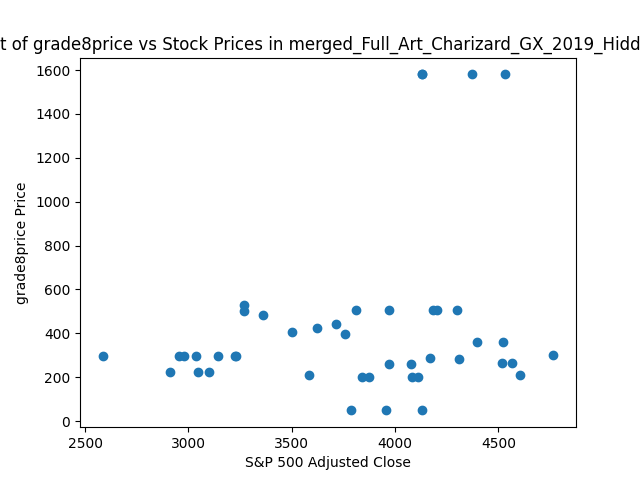 t of grade8price vs Stock Prices in merged_Full_Art_Charizard_GX_2019_Hidd
1600
1400
1200
1000
800
600
400
200
0
grade8price Price
2500 3000 3500 4000 4500
S&P 500 Adjusted Close